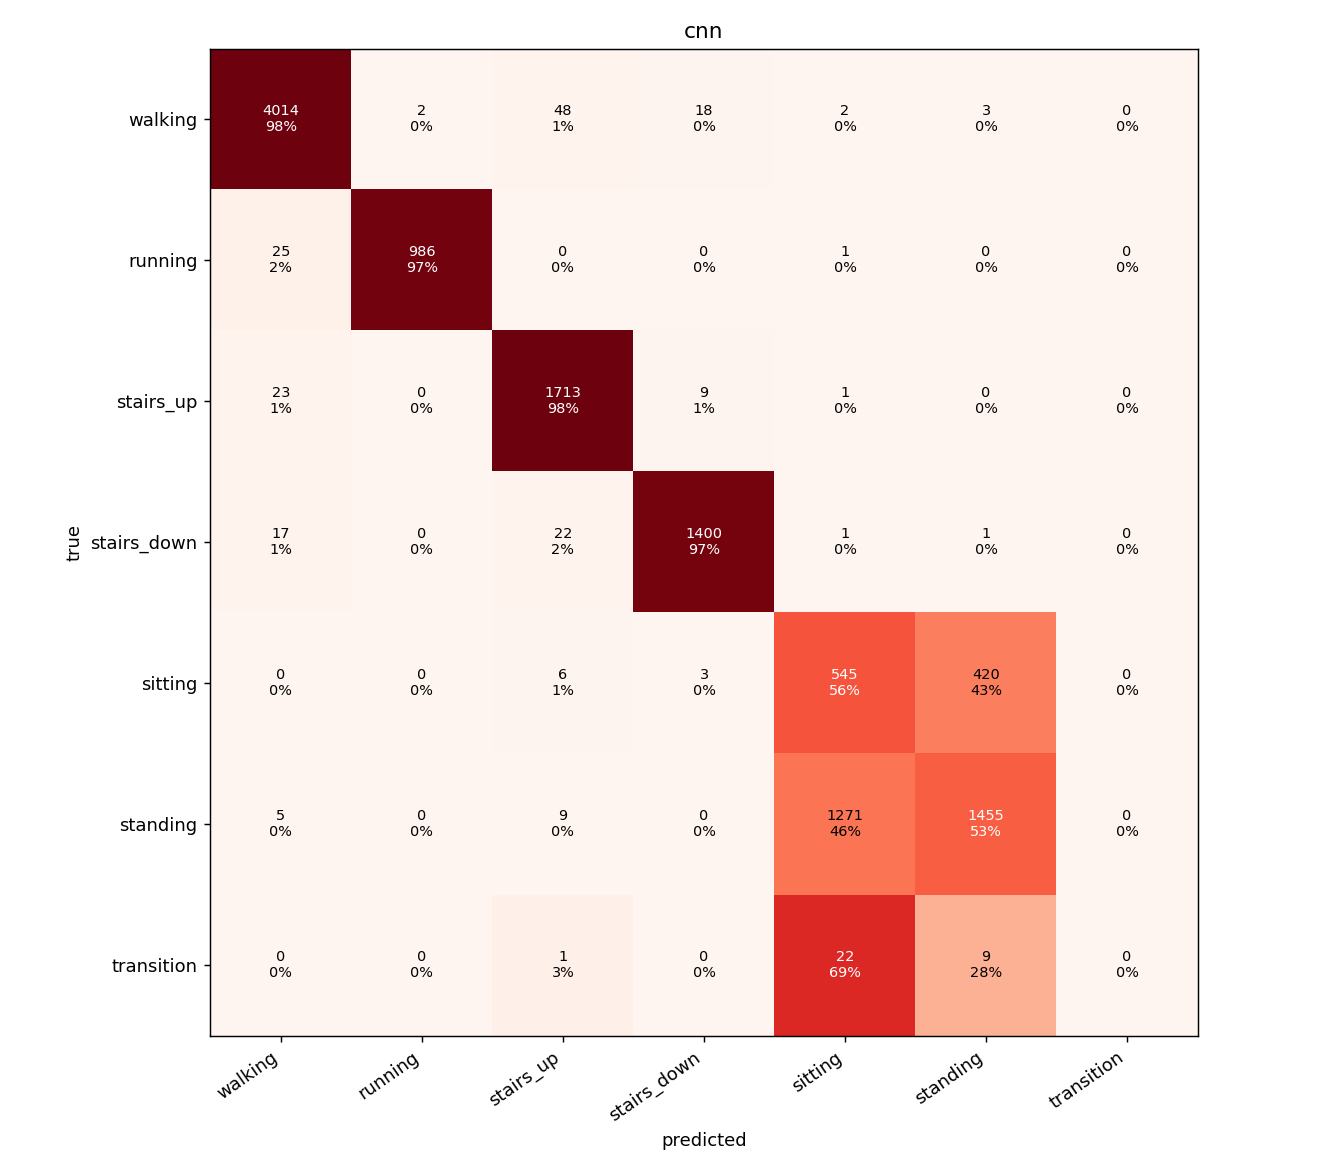 cnn
walking 4014 2 48 18 2 3 0
98% 0% 1% 0% 0% 0% 0%
running 25 986 0 0 1 0 0
2% 97% 0% 0% 0% 0% 0%
stairs_up 23 0 1713 9 1 0 0
1% 0% 98% 1% 0% 0% 0%
true
stairs_down 17 0 22 1400 1 1 0
1% 0% 2% 97% 0% 0% 0%
sitting 0 0 6 3 545 420 0
0% 0% 1% 0% 56% 43% 0%
standing 5 0 9 0 1271 1455 0
0% 0% 0% 0% 46% 53% 0%
transition 0 0 1 0 22 9 0
0% 0% 3% 0% 69% 28% 0%
walking running stairs_up stairs_down sitting standing transition
predicted